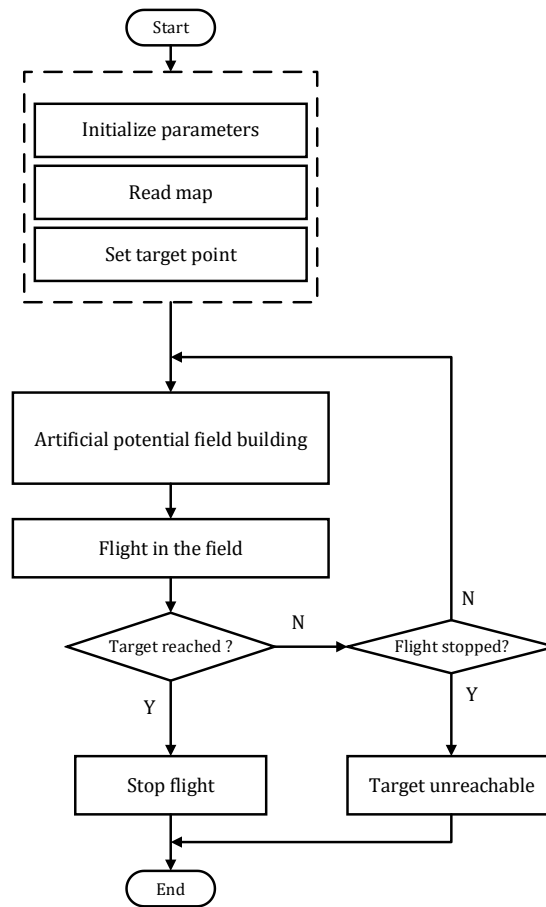 Start
Initialize parameters
Read map
Set target point
Artificial potential field building
Flight in the field
N
Target reached ?
N
Flight stopped?
Y
Y
Stop flight
Target unreachable
End